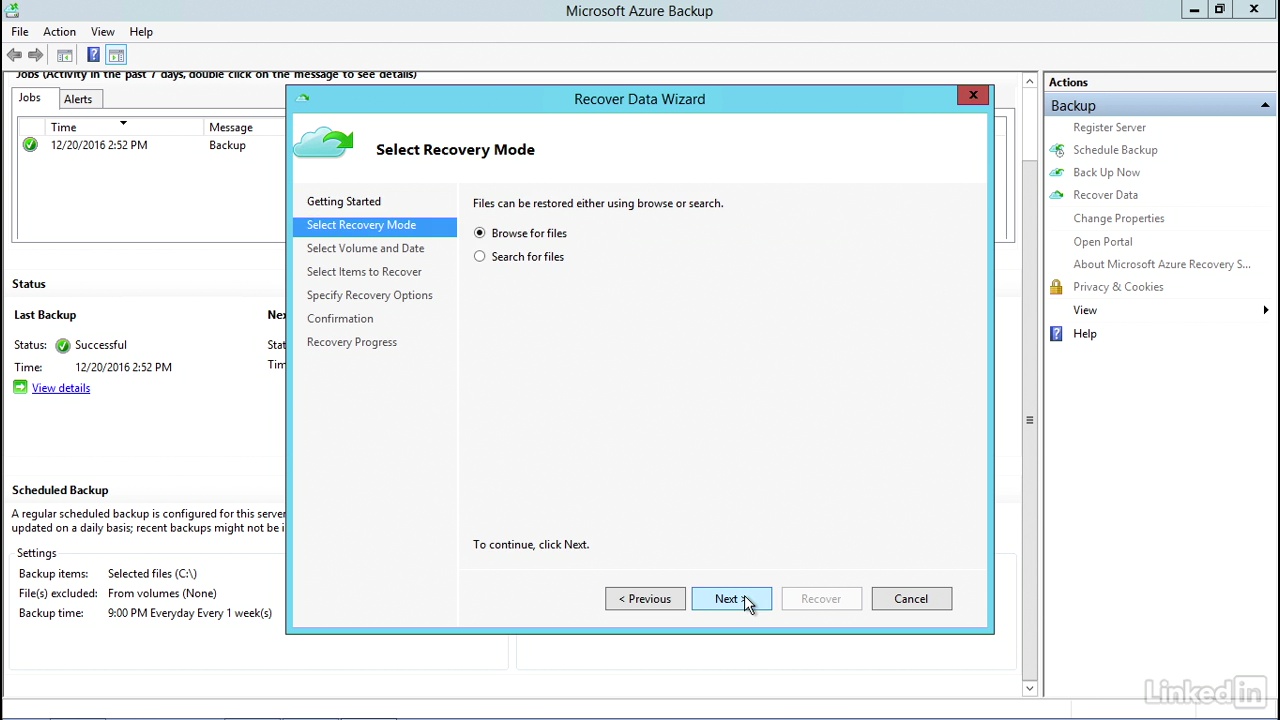 Microsoft Azure Backup
File Action View Help
Jobs (Activity in the past 7 days, double click on the message to see details)
Jobs Alerts
Time Message
12/20/2016 2:52 PM Backup
Status
Last Backup
Status: Successful
Time: 12/20/2016 2:52 PM
View details
Scheduled Backup
A regular scheduled backup is configured for this serve
updated on a daily basis; recent backups might not be i
Settings
Backup items: Selected files (C:\)
File(s) excluded: From volumes (None)
Backup time: 9:00 PM Everyday Every 1 week(s)
Recover Data Wizard
Select Recovery Mode
Getting Started
Select Recovery Mode
Select Volume and Date
Select Items to Recover
Specify Recovery Options
Confirmation
Recovery Progress
Files can be restored either using browse or search.
Browse for files
Search for files
To continue, click Next.
< Previous Next > Recover Cancel
Actions
Backup
Register Server
Schedule Backup
Back Up Now
Recover Data
Change Properties
Open Portal
About Microsoft Azure Recovery S...
Privacy & Cookies
View
Help
LinkedIn